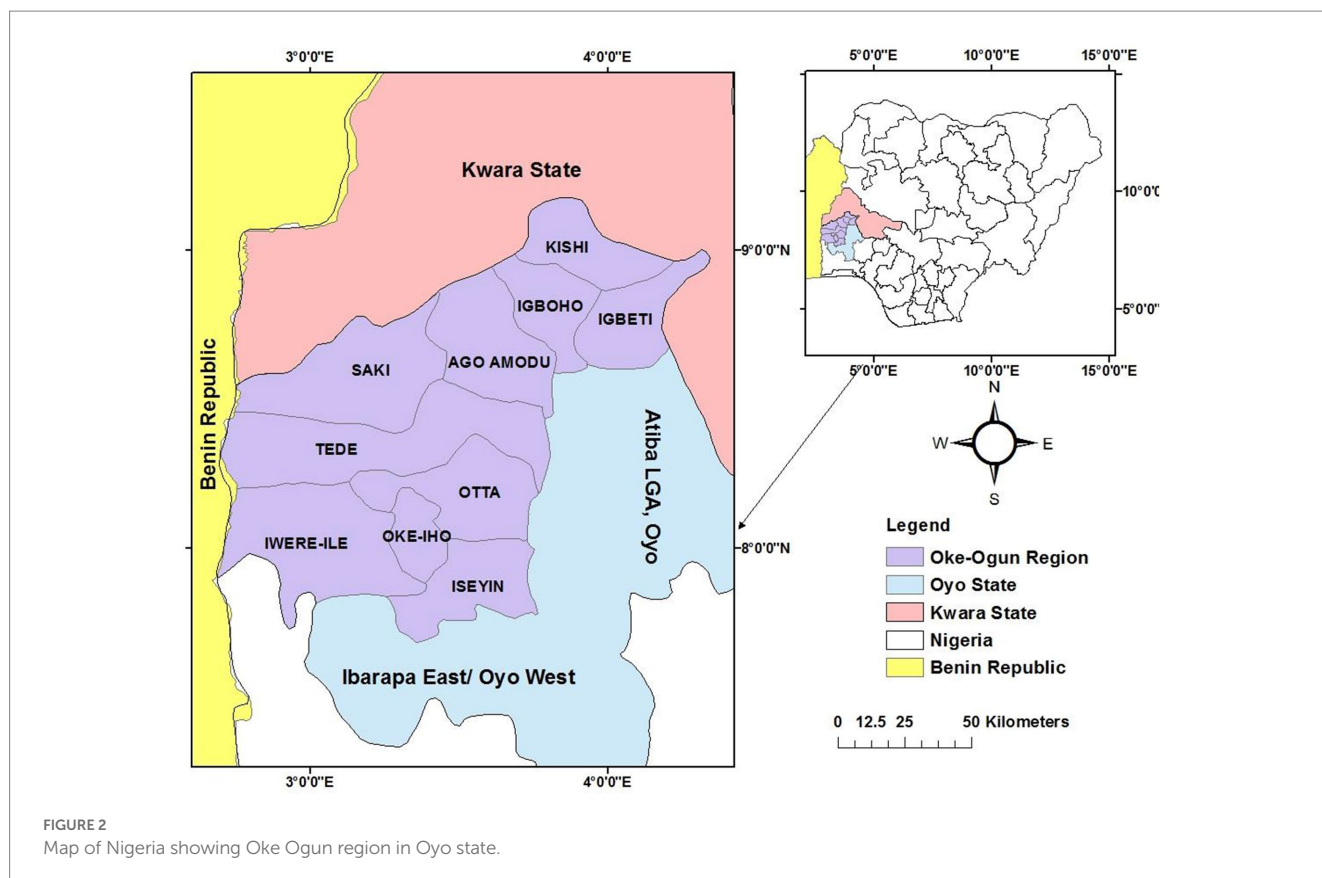 3°0'0"E
4°0'0"E
5°0'0"E
10°0'0"E
15°0'0"E
Kwara State
10°0'0
KISHI
9°0'0"N
IGBOHO
IGBETI
5°0'0"
SAKI
AGO AMODU
5°0'0"E
10°0'0"E
15°0'0"E
Benin Republic
Atiba LGA, Oyo
N
W
E
S
TEDE
OTTA
IWERE-ILE
OKE-IHO
8°0'0"N
ISEYIN
Legend
Oke-Ogun Region
Oyo State
Kwara State
Nigeria
Benin Republic
Ibarapa East/ Oyo West
0 12.5 25 50 Kilometers
3°0'0"E
4°0'0"E
FIGURE 2
Map of Nigeria showing Oke Ogun region in Oyo state.